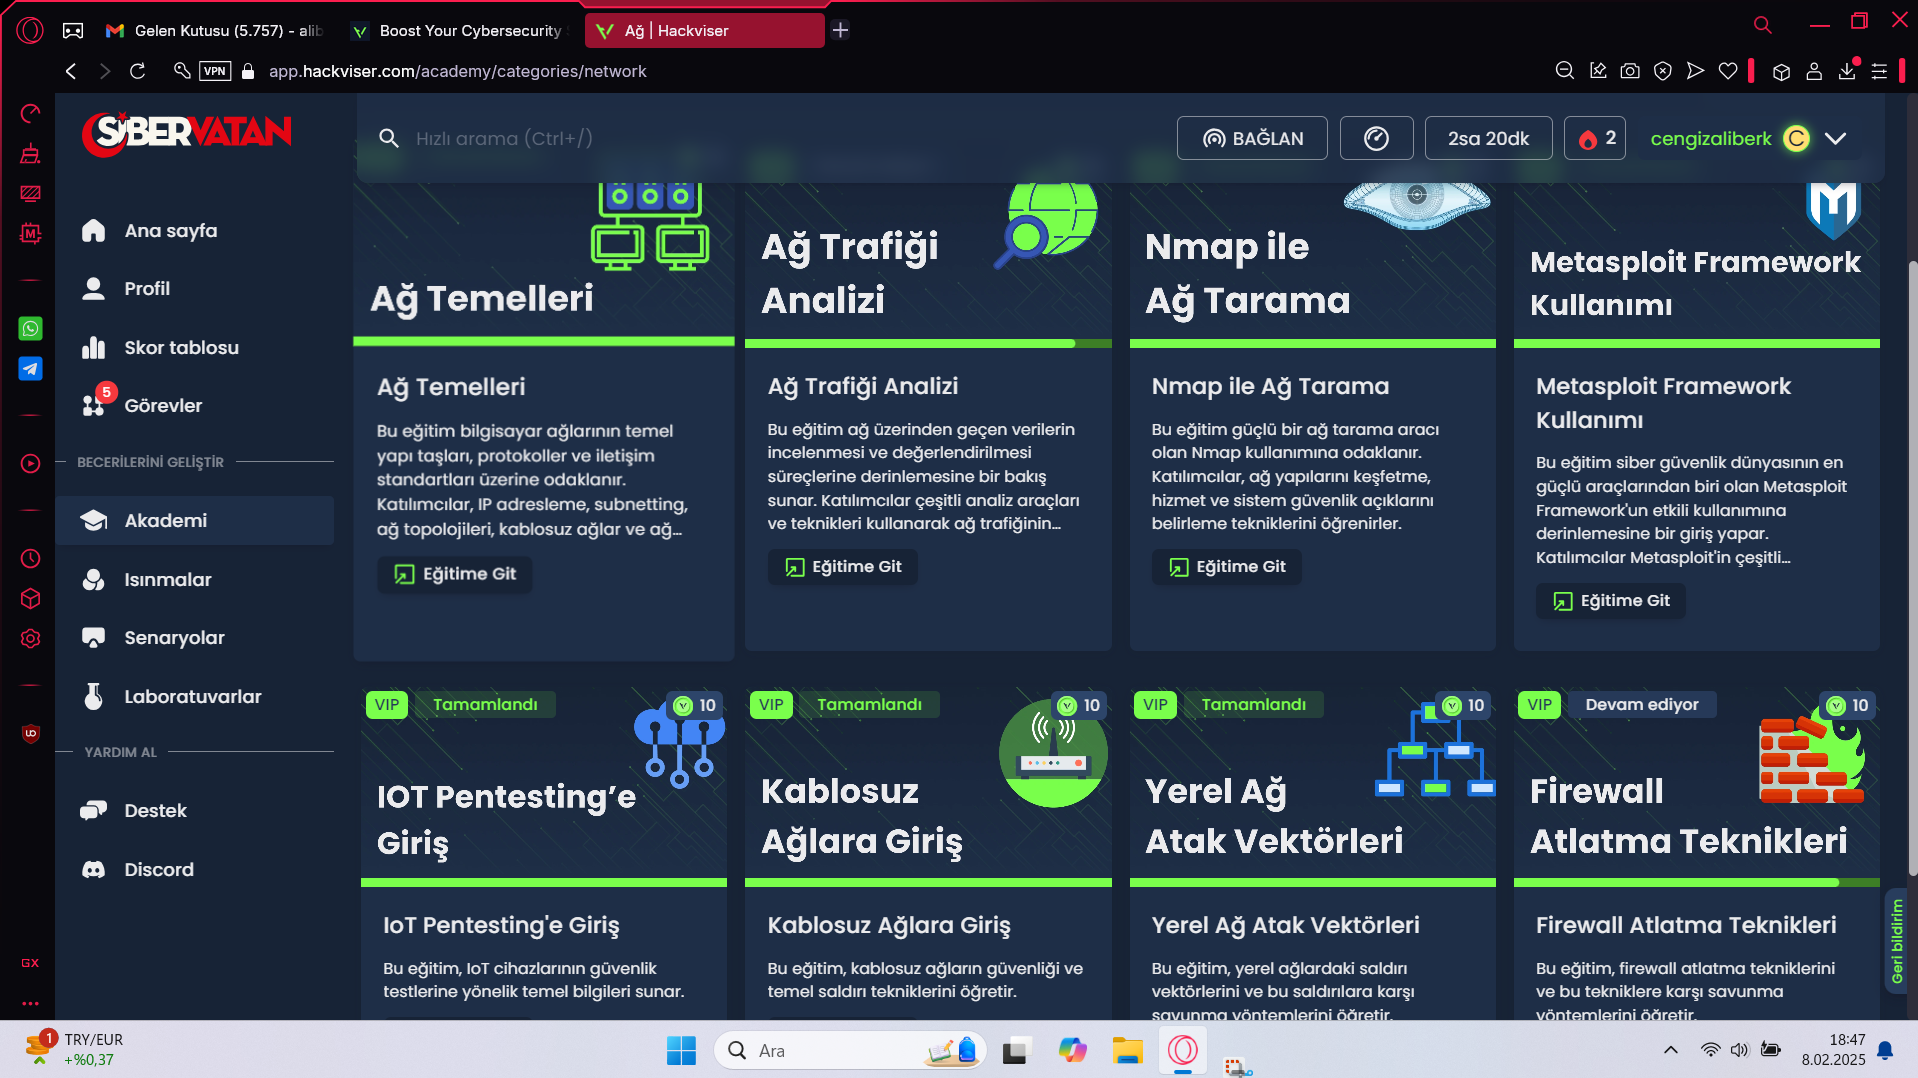 Gelen Kutusu (5.757) - alib
Boost Your Cybersecurity
Ağ | Hackviser
VPN
app.hackviser.com/academy/categories/network
SİBERVATAN
Hızlı arama (Ctrl+/)
BAĞLAN
2sa 20dk
2
cengizaliberk
C
Ana sayfa
Profil
Skor tablosu
5
Görevler
BECERİLERİNİ GELİŞTİR
Akademi
Isınmalar
Senaryolar
Laboratuvarlar
YARDIM AL
Destek
Discord
GX
Ağ Temelleri
Ağ Temelleri
Bu eğitim bilgisayar ağlarının temel
yapı taşları, protokoller ve iletişim
standartları üzerine odaklanır.
Katılımcılar, IP adresleme, subnetting,
ağ topolojileri, kablosuz ağlar ve ağ...
Eğitime Git
Ağ Trafiği
Analizi
Ağ Trafiği Analizi
Bu eğitim ağ üzerinden geçen verilerin
incelenmesi ve değerlendirilmesi
süreçlerine derinlemesine bir bakış
sunar. Katılımcılar çeşitli analiz araçları
ve teknikleri kullanarak ağ trafiğinin...
Eğitime Git
Nmap ile
Ağ Tarama
Nmap ile Ağ Tarama
Bu eğitim güçlü bir ağ tarama aracı
olan Nmap kullanımına odaklanır.
Katılımcılar, ağ yapılarını keşfetme,
hizmet ve sistem güvenlik açıklarını
belirleme tekniklerini öğrenirler.
Eğitime Git
Metasploit Framework
Kullanımı
Metasploit Framework
Kullanımı
Bu eğitim siber güvenlik dünyasının en
güçlü araçlarından biri olan Metasploit
Framework'un etkili kullanımına
derinlemesine bir giriş yapar.
Katılımcılar Metasploit'in çeşitli...
Eğitime Git
VIP
Tamamlandı
10
IOT Pentesting’e
Giriş
IoT Pentesting'e Giriş
Bu eğitim, IoT cihazlarının güvenlik
testlerine yönelik temel bilgileri sunar.
VIP
Tamamlandı
10
Kablosuz
Ağlara Giriş
Kablosuz Ağlara Giriş
Bu eğitim, kablosuz ağların güvenliği ve
temel saldırı tekniklerini öğretir.
VIP
Tamamlandı
10
Yerel Ağ
Atak Vektörleri
Yerel Ağ Atak Vektörleri
Bu eğitim, yerel ağlardaki saldırı
vektörlerini ve bu saldırılara karşı
savunma yöntemlerini öğretir.
VIP
Devam ediyor
10
Firewall
Atlatma Teknikleri
Firewall Atlatma Teknikleri
Bu eğitim, firewall atlatma tekniklerini
ve bu tekniklere karşı savunma
yöntemlerini öğretir.
Geri bildirim
1
TRY/EUR
+%0,37
Ara
18:47
8.02.2025